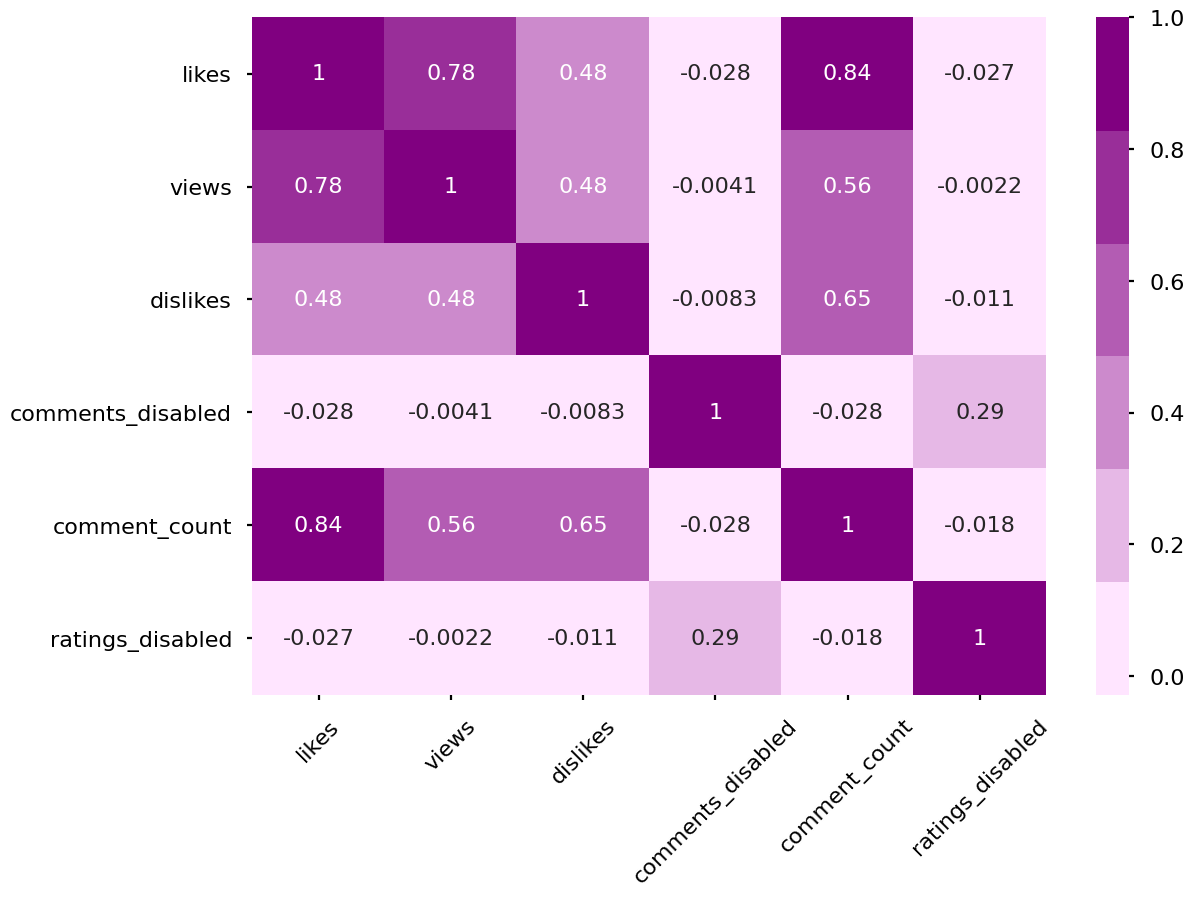 likes 1 0.78 0.48 -0.028 0.84 -0.027
views 0.78 1 0.48 -0.0041 0.56 -0.0022
dislikes 0.48 0.48 1 -0.0083 0.65 -0.011
comments_disabled -0.028 -0.0041 -0.0083 1 -0.028 0.29
comment_count 0.84 0.56 0.65 -0.028 1 -0.018
ratings_disabled -0.027 -0.0022 -0.011 0.29 -0.018 1
likes views dislikes comments_disabled comment_count ratings_disabled
1.0
0.8
0.6
0.4
0.2
0.0